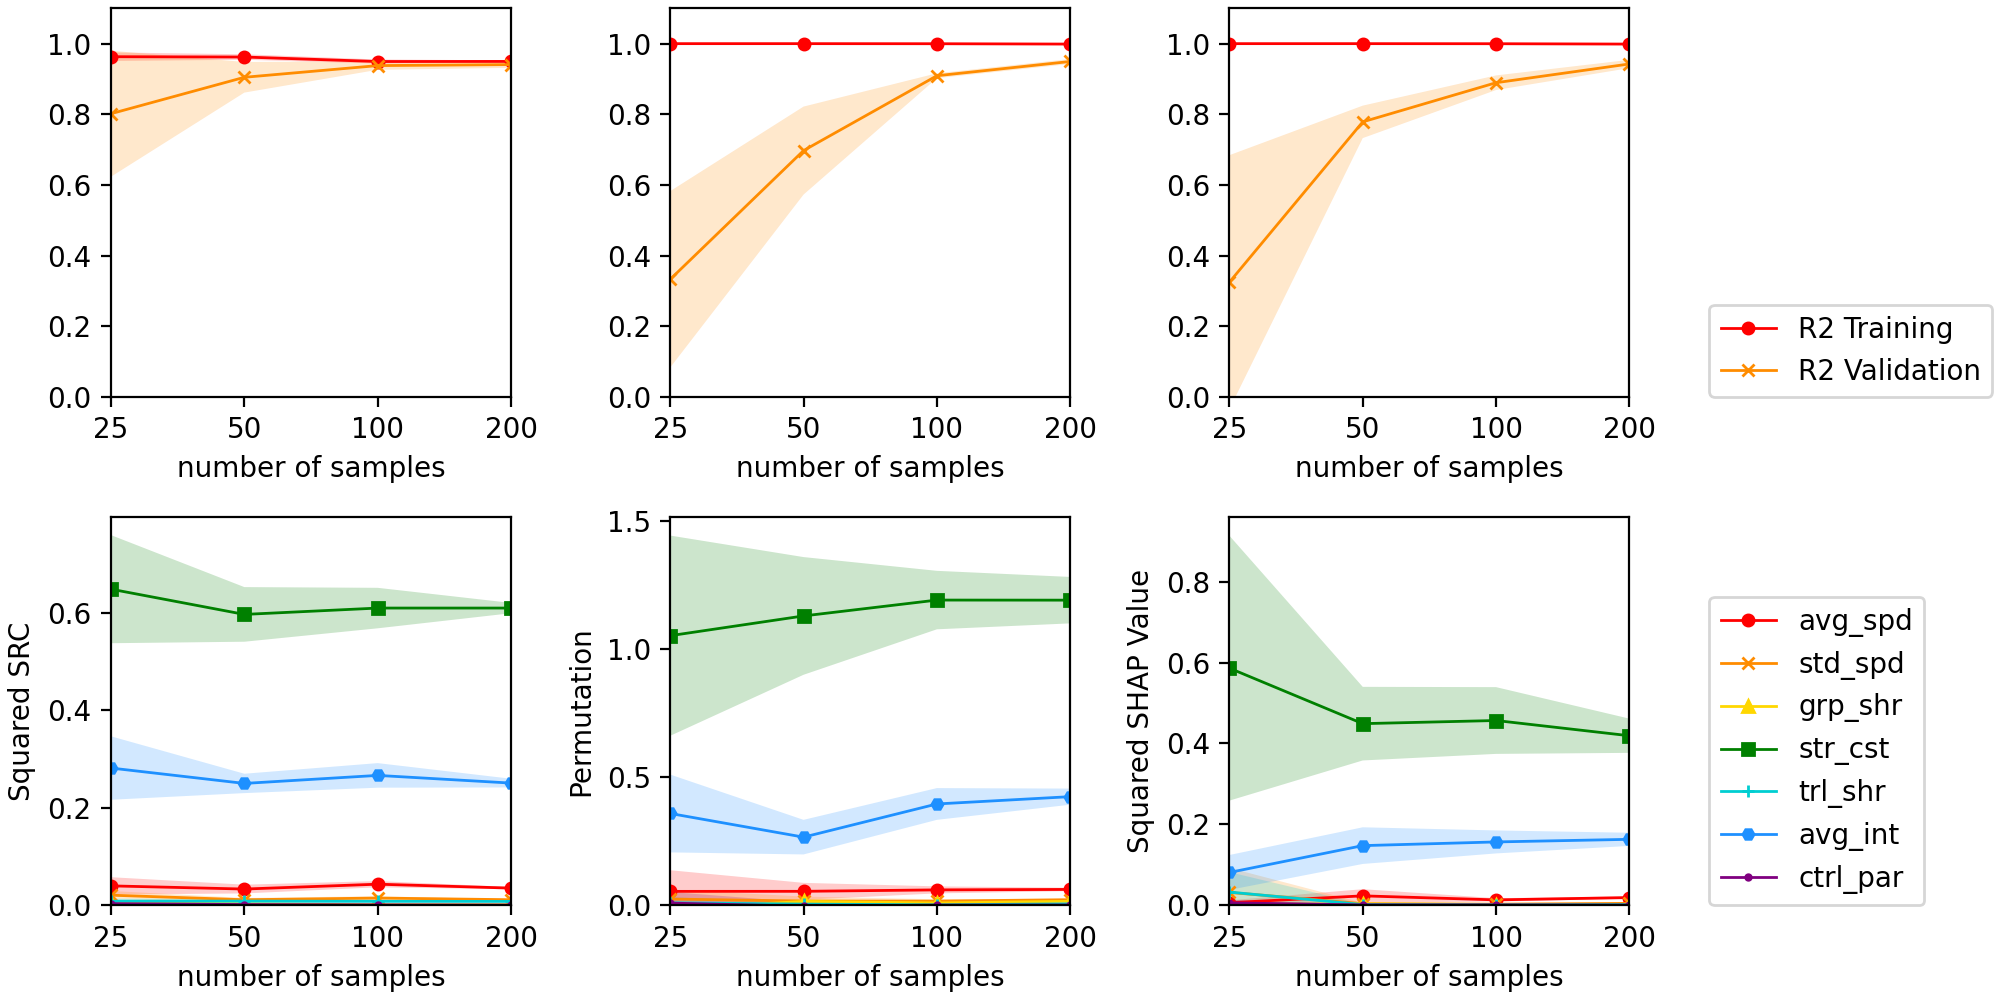 1.0
0.8
0.6
0.4
0.2
0.0
25 50 100 200
number of samples
1.0
0.8
0.6
0.4
0.2
0.0
25 50 100 200
number of samples
1.0
0.8
0.6
0.4
0.2
0.0
25 50 100 200
number of samples
R2 Training
R2 Validation
Squared SRC
0.6
0.4
0.2
0.0
25 50 100 200
number of samples
Permutation
1.5
1.0
0.5
0.0
25 50 100 200
number of samples
Squared SHAP Value
0.8
0.6
0.4
0.2
0.0
25 50 100 200
number of samples
avg_spd
std_spd
grp_shr
str_cst
trl_shr
avg_int
ctrl_par